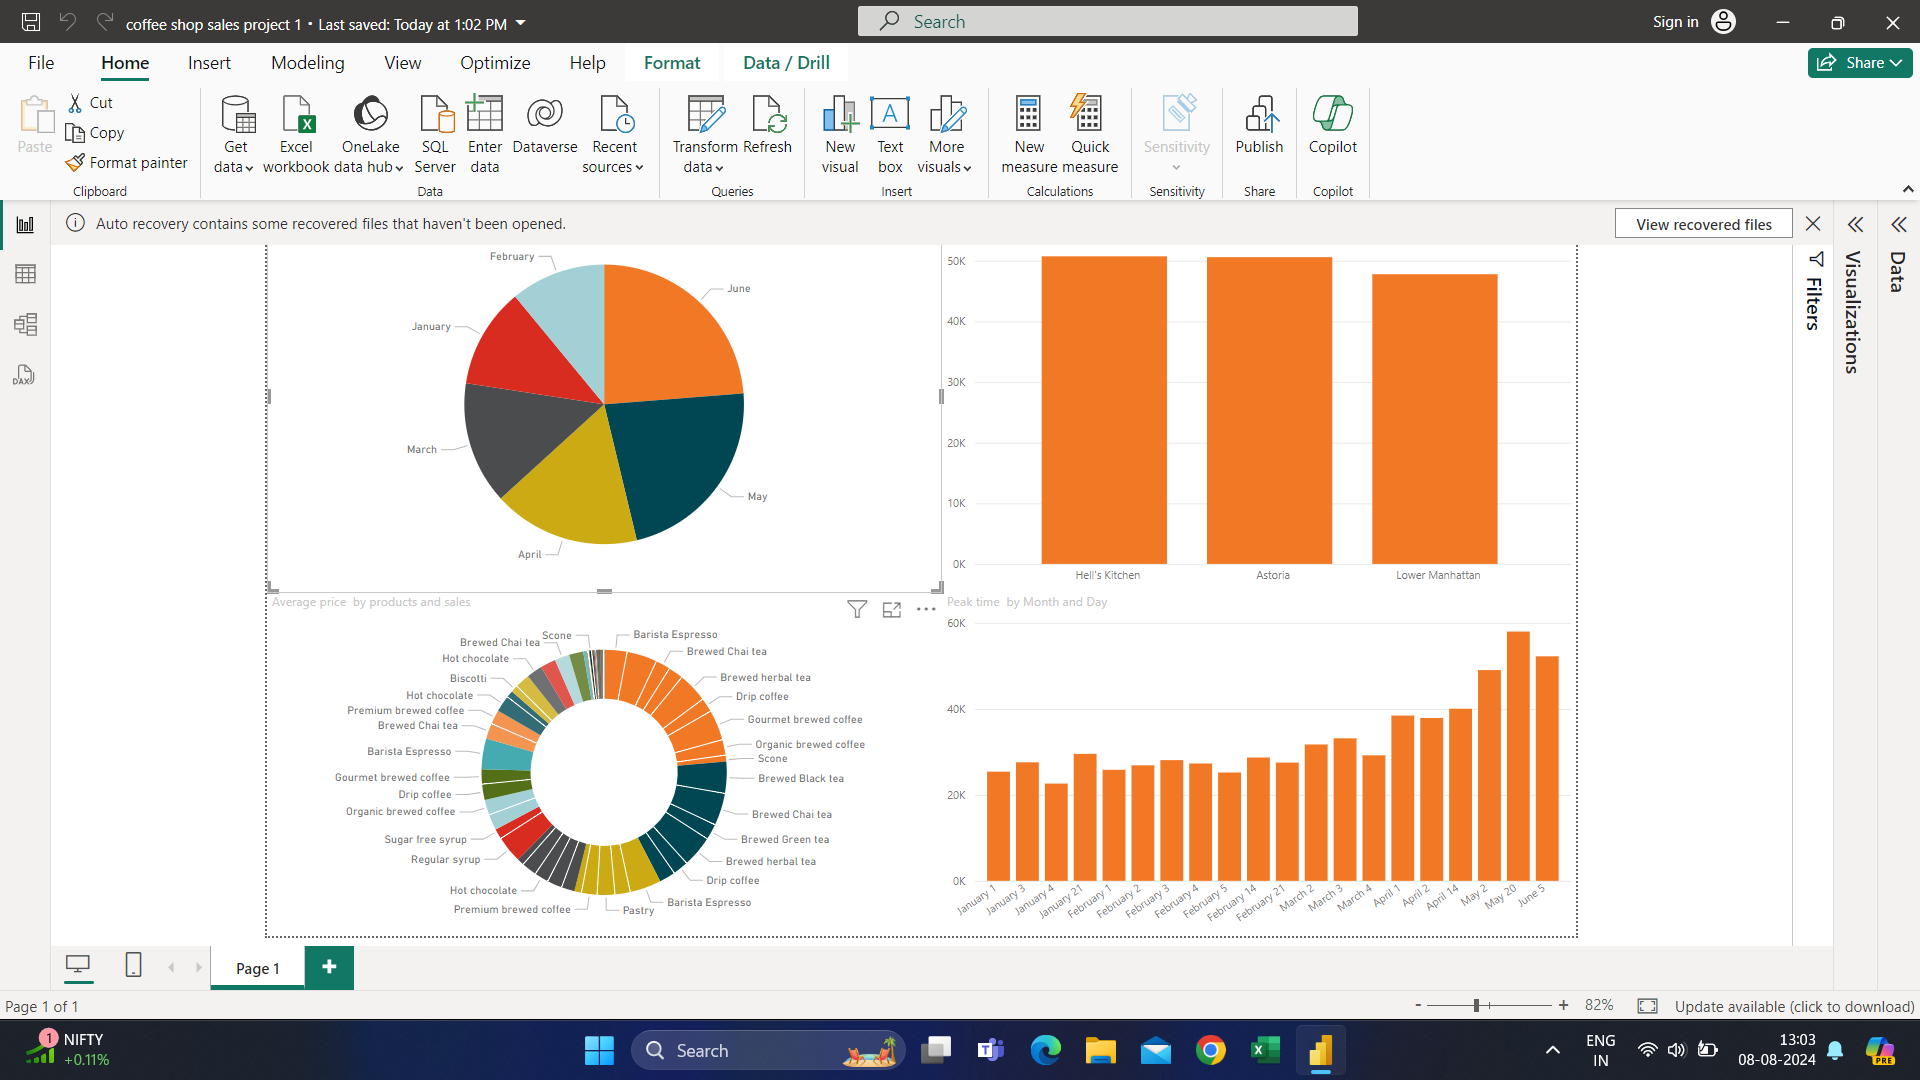 coffee shop sales project 1 • Last saved: Today at 1:02 PM
Search
Sign in
File Home Insert Modeling View Optimize Help Format Data / Drill
Share
Paste
Cut
Copy
Format painter
Clipboard
Get data
Excel workbook
OneLake data hub
SQL Server
Enter data
Dataverse
Recent sources
Data
Transform data
Refresh
Queries
New visual
Text box
More visuals
Insert
New measure
Quick measure
Calculations
Sensitivity
Sensitivity
Publish
Share
Copilot
Copilot
Auto recovery contains some recovered files that haven't been opened.
View recovered files
DAX
Filters
Visualizations
Data
February
June
January
March
May
April
50K
40K
30K
20K
10K
0K
Hell's Kitchen
Astoria
Lower Manhattan
Average price by products and sales
Scone
Brewed Chai tea
Hot chocolate
Biscotti
Hot chocolate
Premium brewed coffee
Brewed Chai tea
Barista Espresso
Gourmet brewed coffee
Drip coffee
Organic brewed coffee
Sugar free syrup
Regular syrup
Hot chocolate
Premium brewed coffee
Barista Espresso
Brewed Chai tea
Brewed herbal tea
Drip coffee
Gourmet brewed coffee
Organic brewed coffee
Scone
Brewed Black tea
Brewed Chai tea
Brewed Green tea
Brewed herbal tea
Drip coffee
Barista Espresso
Pastry
Peak time by Month and Day
60K
40K
20K
0K
January 1
January 3
January 4
January 21
February 1
February 2
February 3
February 4
February 5
February 14
February 21
March 2
March 3
March 4
April 1
April 2
April 14
May 2
May 20
June 5
Page 1
Page 1 of 1
- + 82%
Update available (click to download)
1
NIFTY
+0.11%
Search
ENG
IN
13:03
08-08-2024
PRE